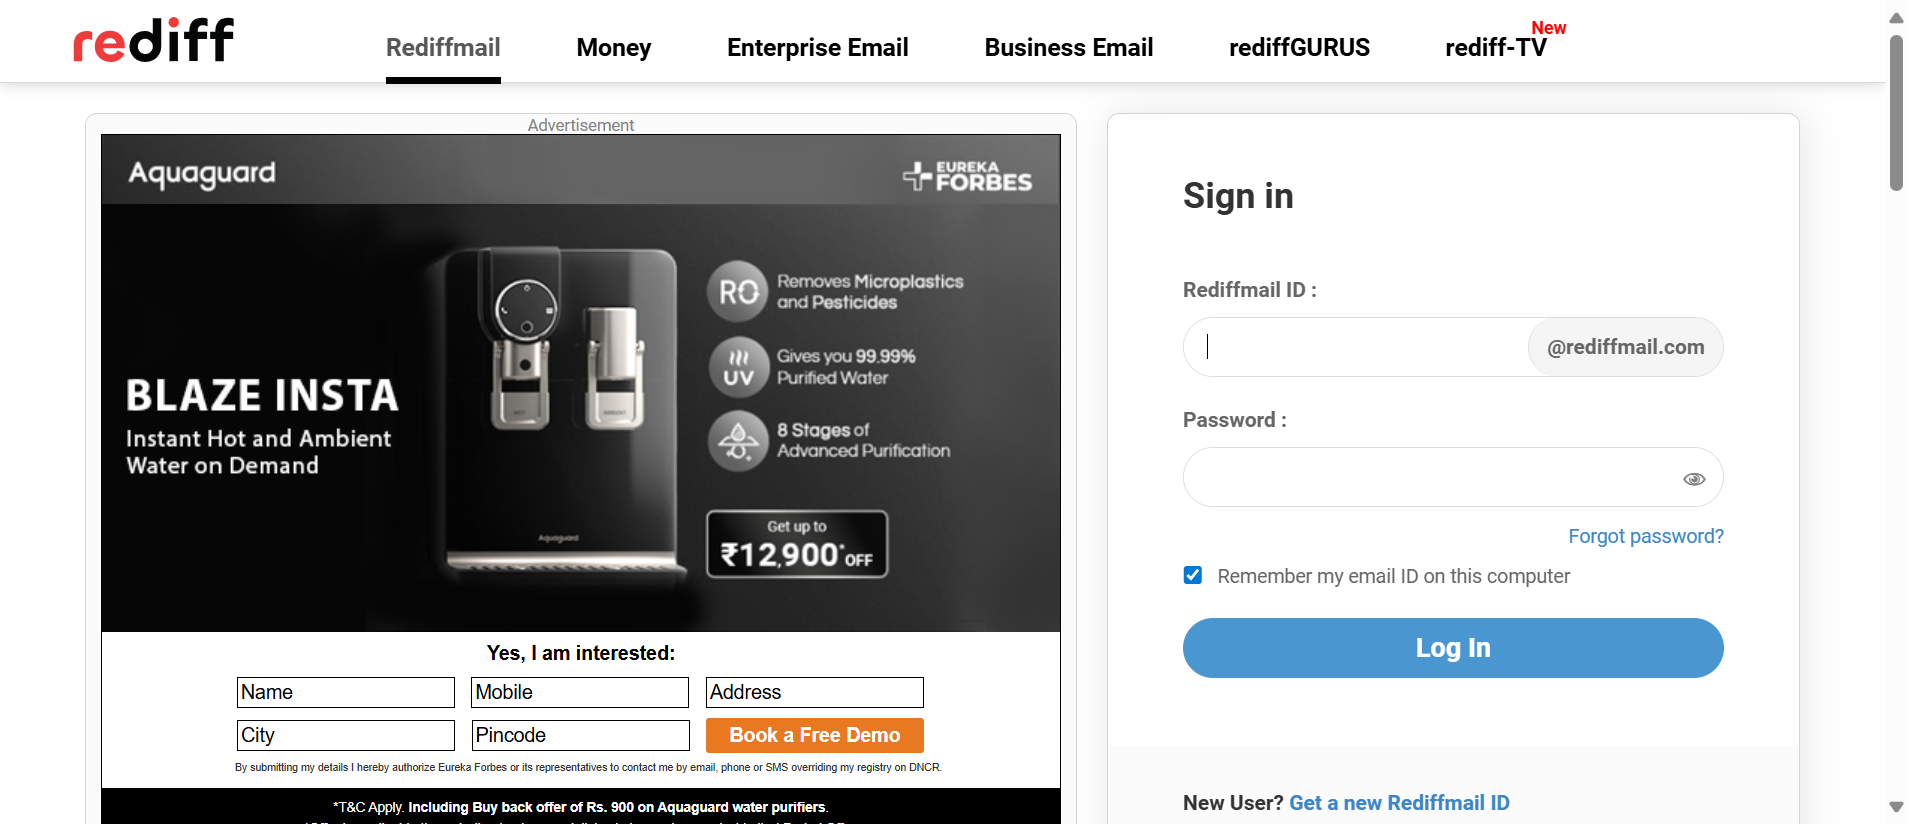 rediff
Rediffmail
Money
Enterprise Email
Business Email
rediffGURUS
rediff-TV
New
Advertisement
Aquaguard
EUREKA
FORBES
BLAZE INSTA
Instant Hot and Ambient
Water on Demand
Aquaguard
RO
Removes Microplastics
and Pesticides
UV
Gives you 99.99%
Purified Water
8 Stages of
Advanced Purification
Get up to
₹12,900* OFF
Yes, I am interested:
Name
Mobile
Address
City
Pincode
Book a Free Demo
By submitting my details I hereby authorize Eureka Forbes or its representatives to contact me by email, phone or SMS overriding my registry on DNCR.
*T&C Apply. Including Buy back offer of Rs. 900 on Aquaguard water purifiers.
Sign in
Rediffmail ID :
@rediffmail.com
Password :
Forgot password?
Remember my email ID on this computer
Log In
New User? Get a new Rediffmail ID